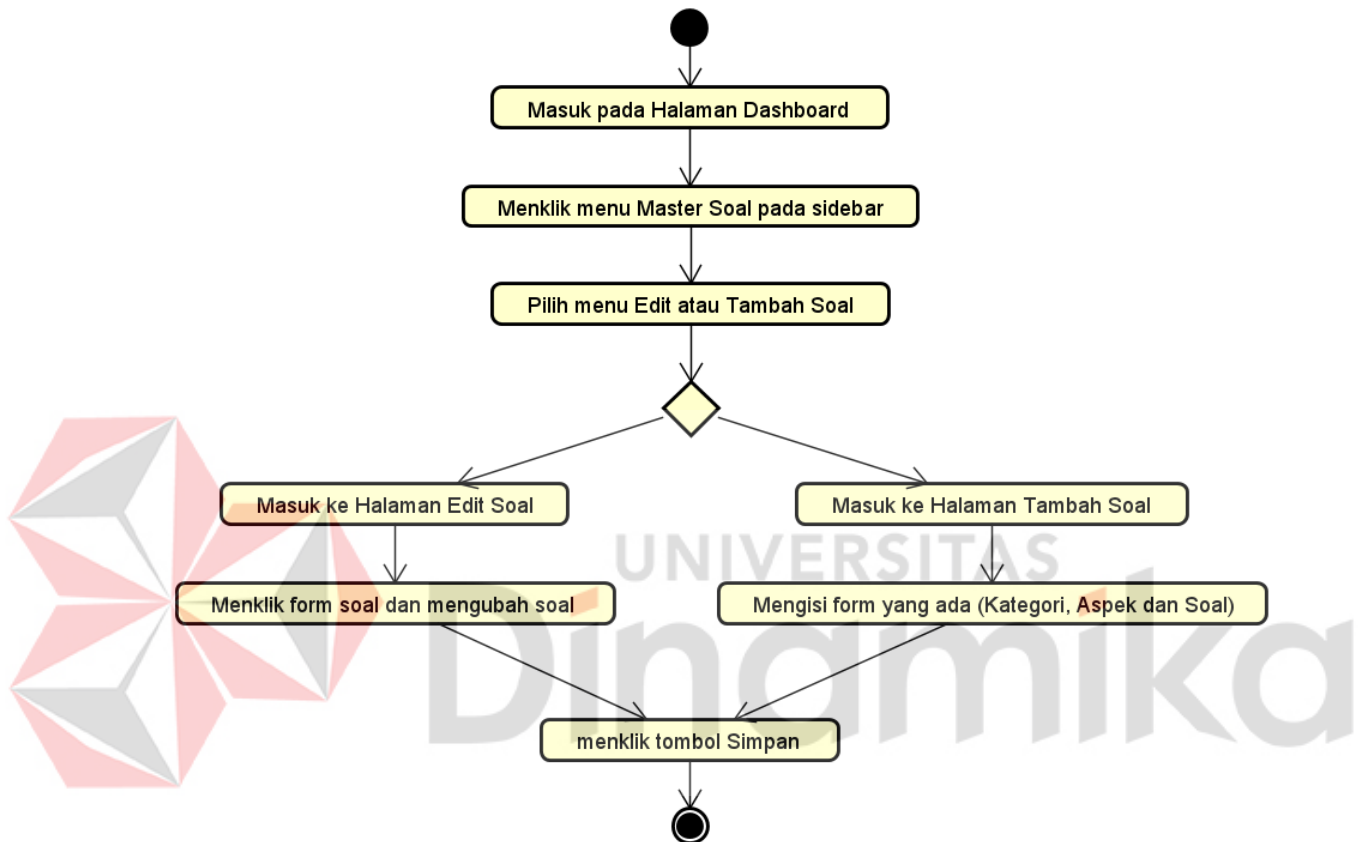 Masuk pada Halaman Dashboard
Menklik menu Master Soal pada sidebar
Pilih menu Edit atau Tambah Soal
Masuk ke Halaman Edit Soal
Masuk ke Halaman Tambah Soal
UNIVERSITAS
Dinamika
Menklik form soal dan mengubah soal
Mengisi form yang ada (Kategori, Aspek dan Soal)
menklik tombol Simpan